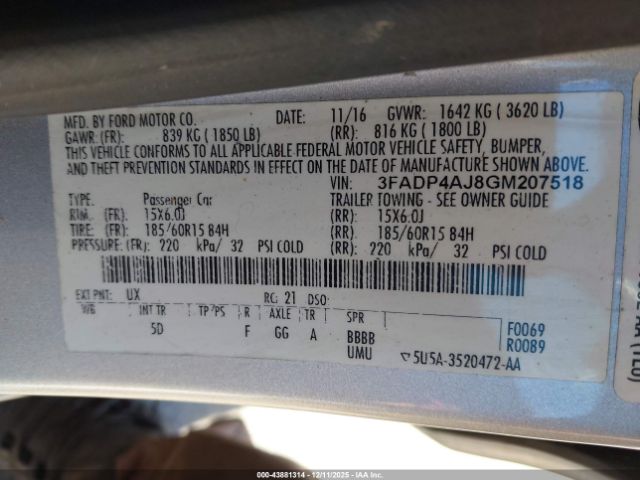 MFD. BY FORD MOTOR CO. DATE: 11/16 GVWR: 1642 KG ( 3620 LB)
GAWR: (FR): 839 KG ( 1850 LB) (RR): 816 KG ( 1800 LB)
THIS VEHICLE CONFORMS TO ALL APPLICABLE FEDERAL MOTOR VEHICLE SAFETY, BUMPER,
AND THEFT PREVENTION STANDARDS IN EFFECT ON THE DATE OF MANUFACTURE SHOWN ABOVE.
VIN: 3FADP4AJ8GM207518
TYPE: Passenger Car TRAILER TOWING - SEE OWNER GUIDE
RIM: (FR): 15X6.0J (RR): 15X6.0J
TIRE: (FR): 185/60R15 84H (RR): 185/60R15 84H
PRESSURE: (FR): 220 kPa/ 32 PSI COLD (RR): 220 kPa/ 32 PSI COLD
EXT PNT: UX RC: 21 DSO:
WB INT TR TP/PS R AXLE TR SPR
5D F GG A BBBB F0069
UMU R0089
5U5A-3520472-AA
000-43881314 - 12/11/2025 - IAA